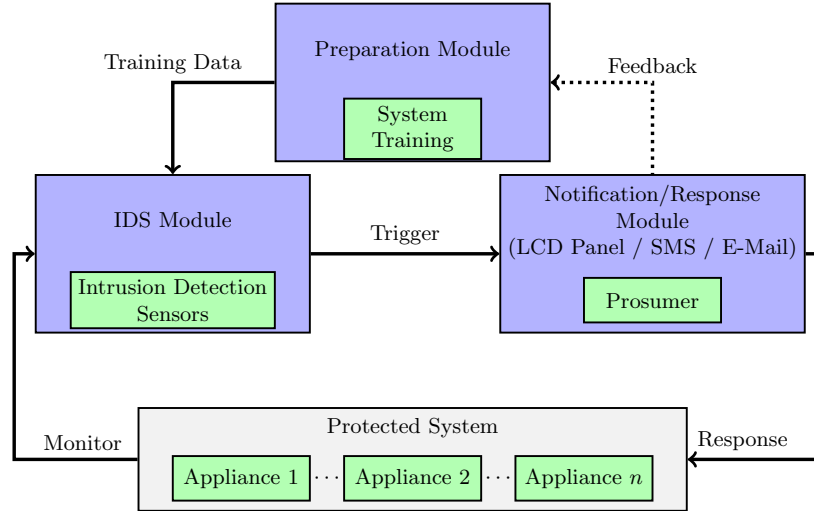 Preparation Module
Training Data
Feedback
System
Training
IDS Module
Notification/Response
Module
(LCD Panel / SMS / E-Mail)
Trigger
Intrusion Detection
Sensors
Prosumer
Protected System
Monitor
Response
Appliance 1 ··· Appliance 2 ··· Appliance n